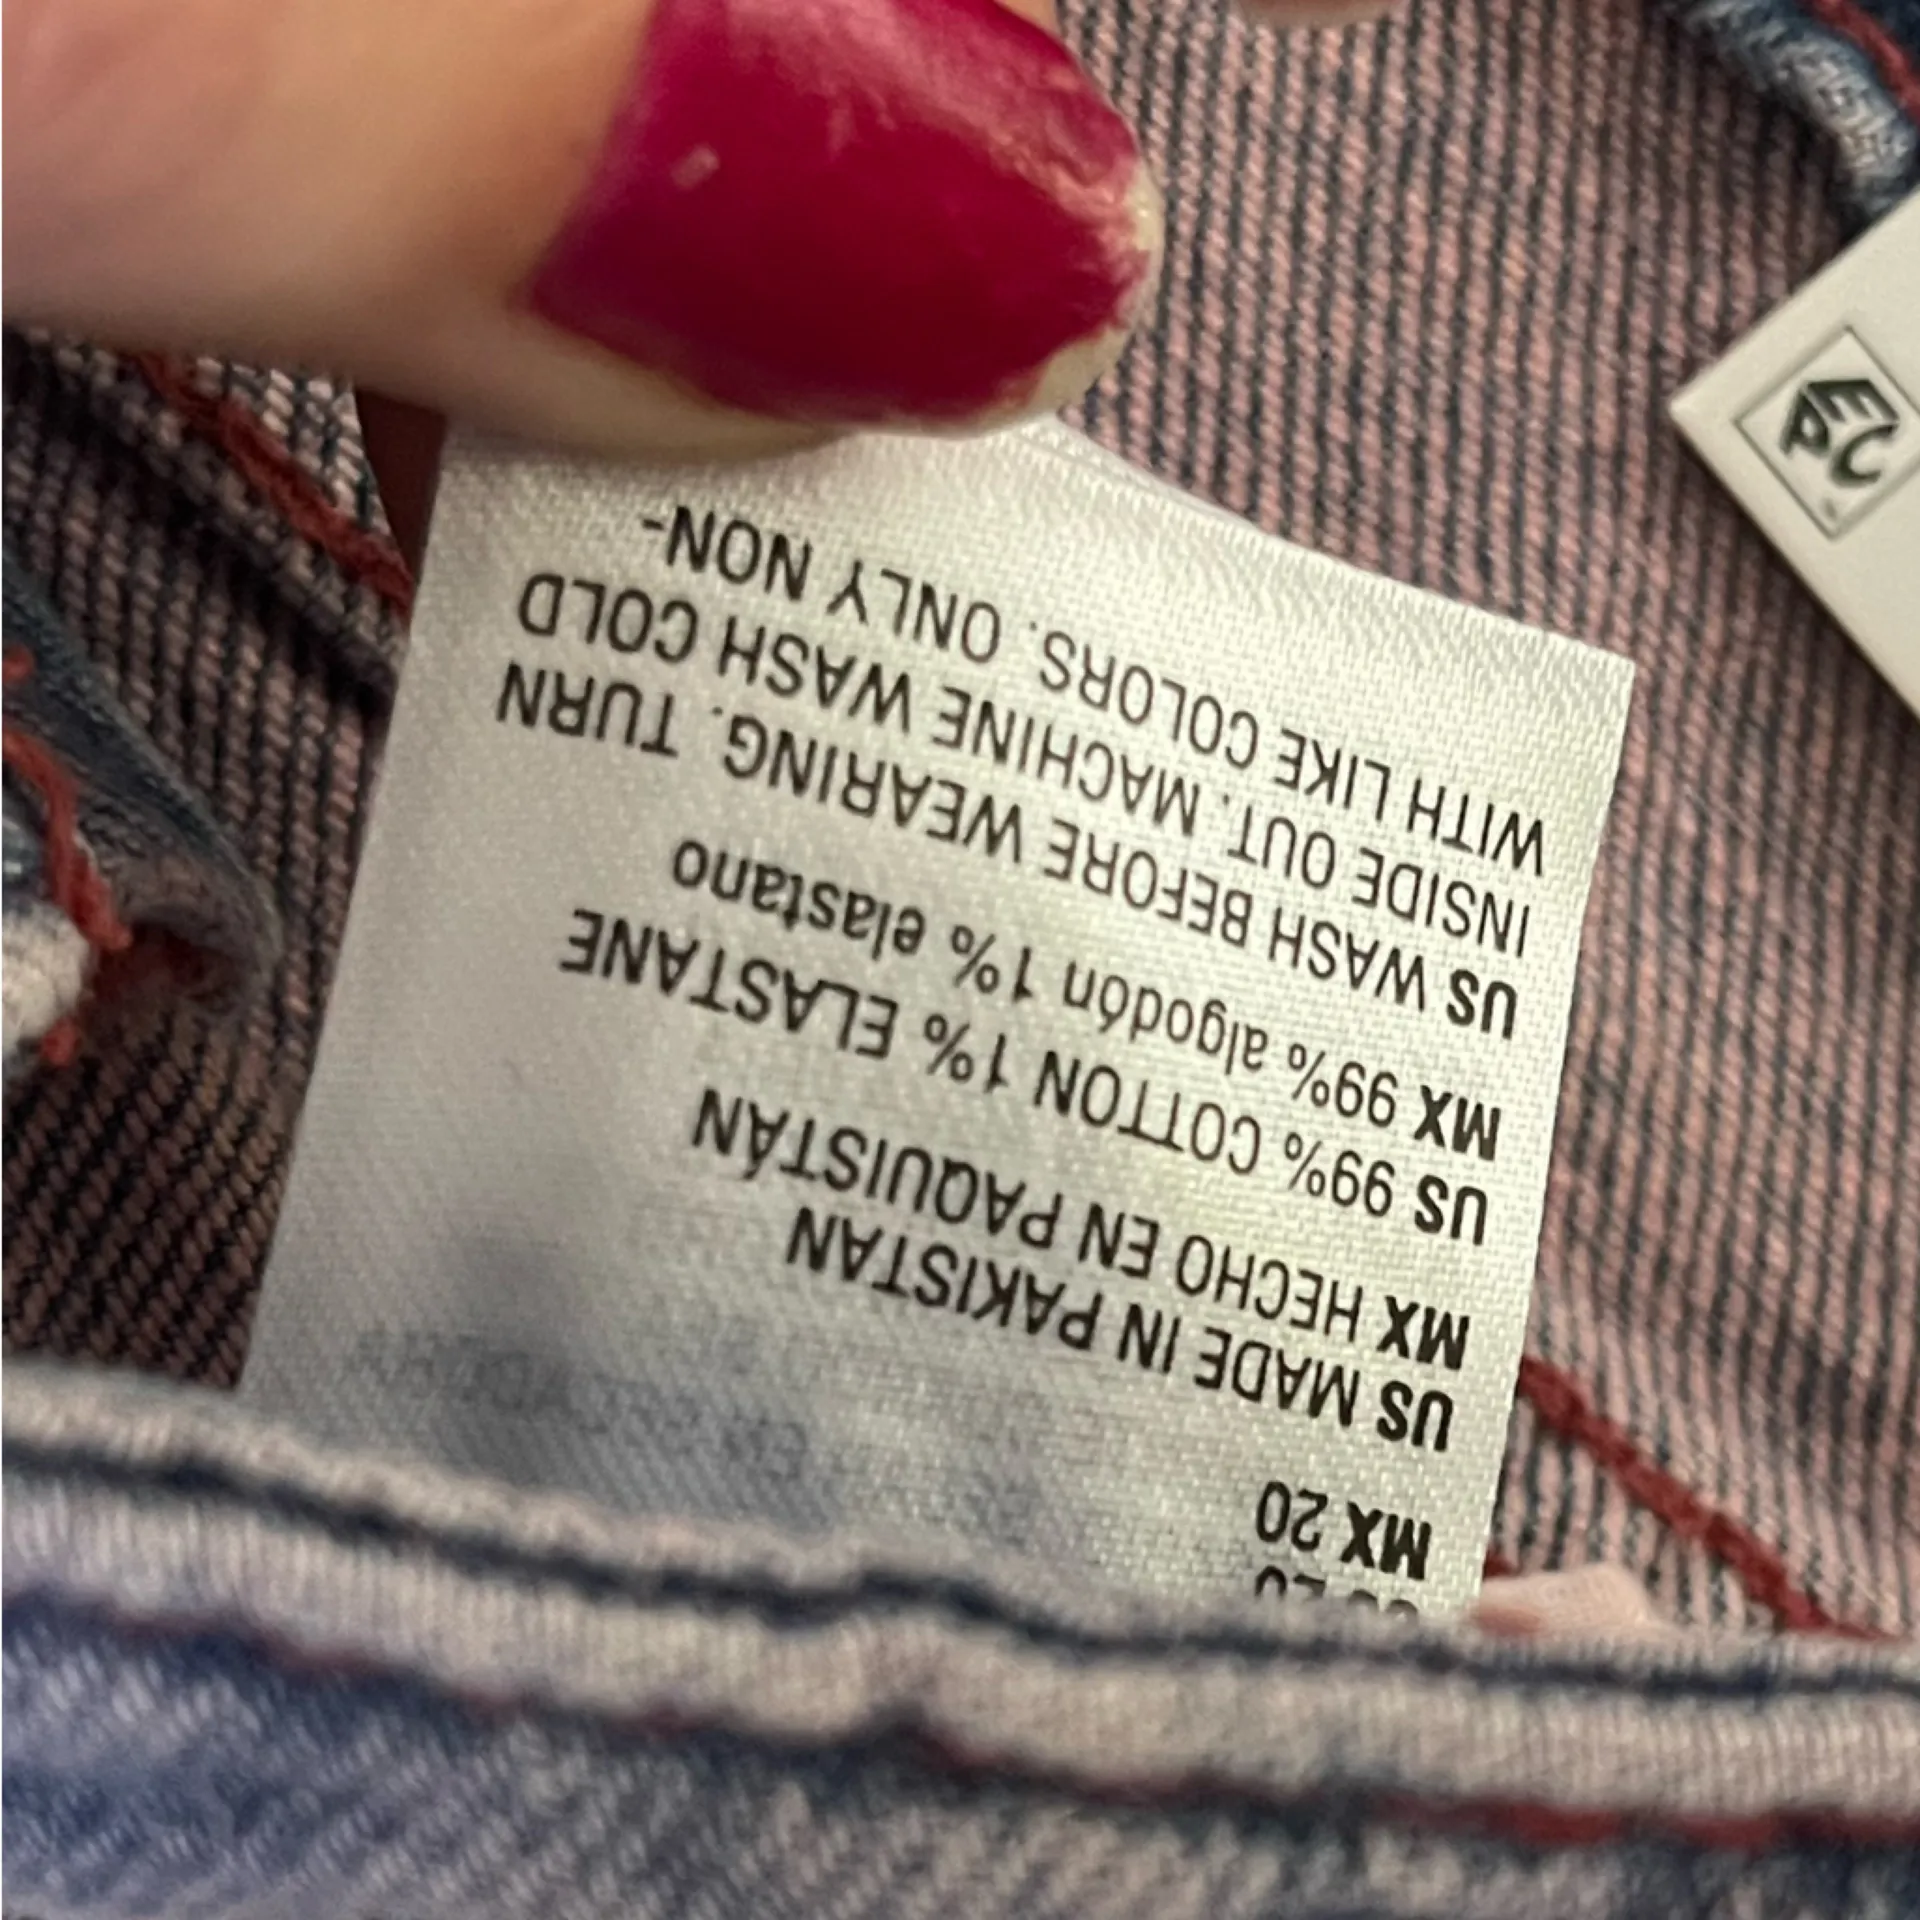 MX 20
US MADE IN PAKISTAN
MX HECHO EN PAQUISTÁN
US 99% COTTON 1% ELASTANE
MX 99% algodón 1% elastano
US WASH BEFORE WEARING. TURN
INSIDE OUT. MACHINE WASH COLD
WITH LIKE COLORS. ONLY NON-